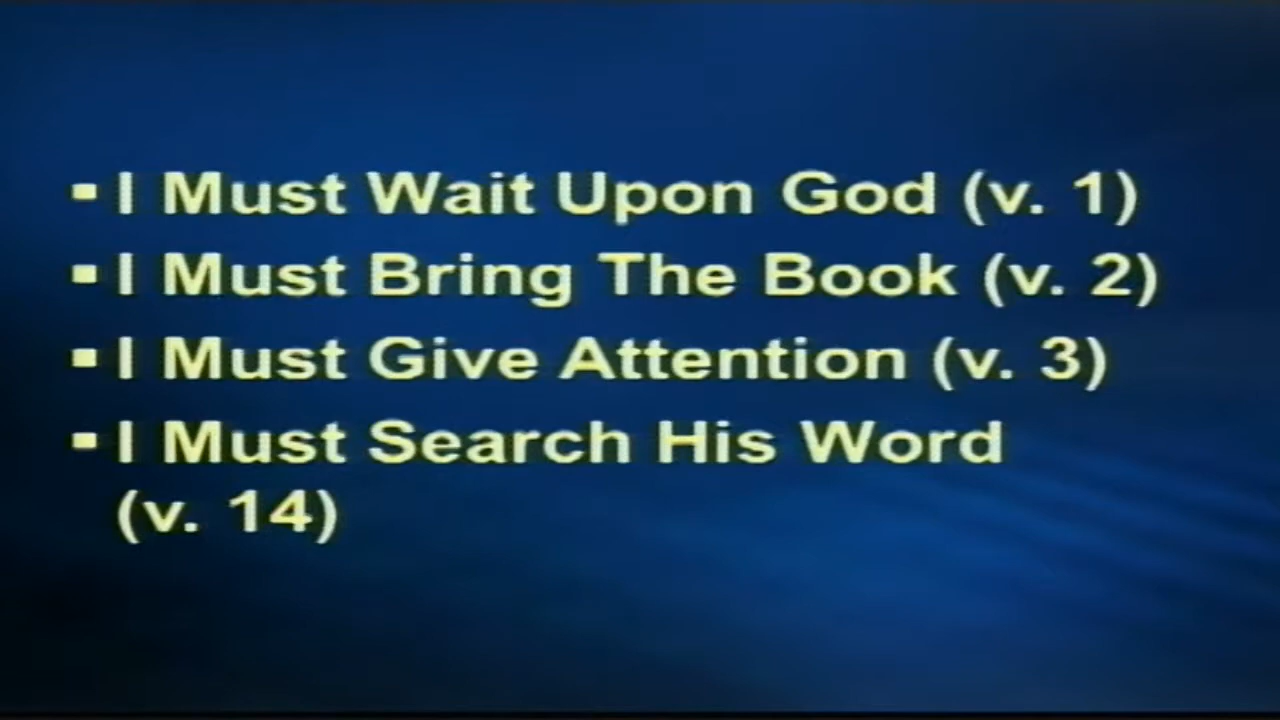 ▪ I Must Wait Upon God (v. 1)
▪ I Must Bring The Book (v. 2)
▪ I Must Give Attention (v. 3)
▪ I Must Search His Word
(v. 14)